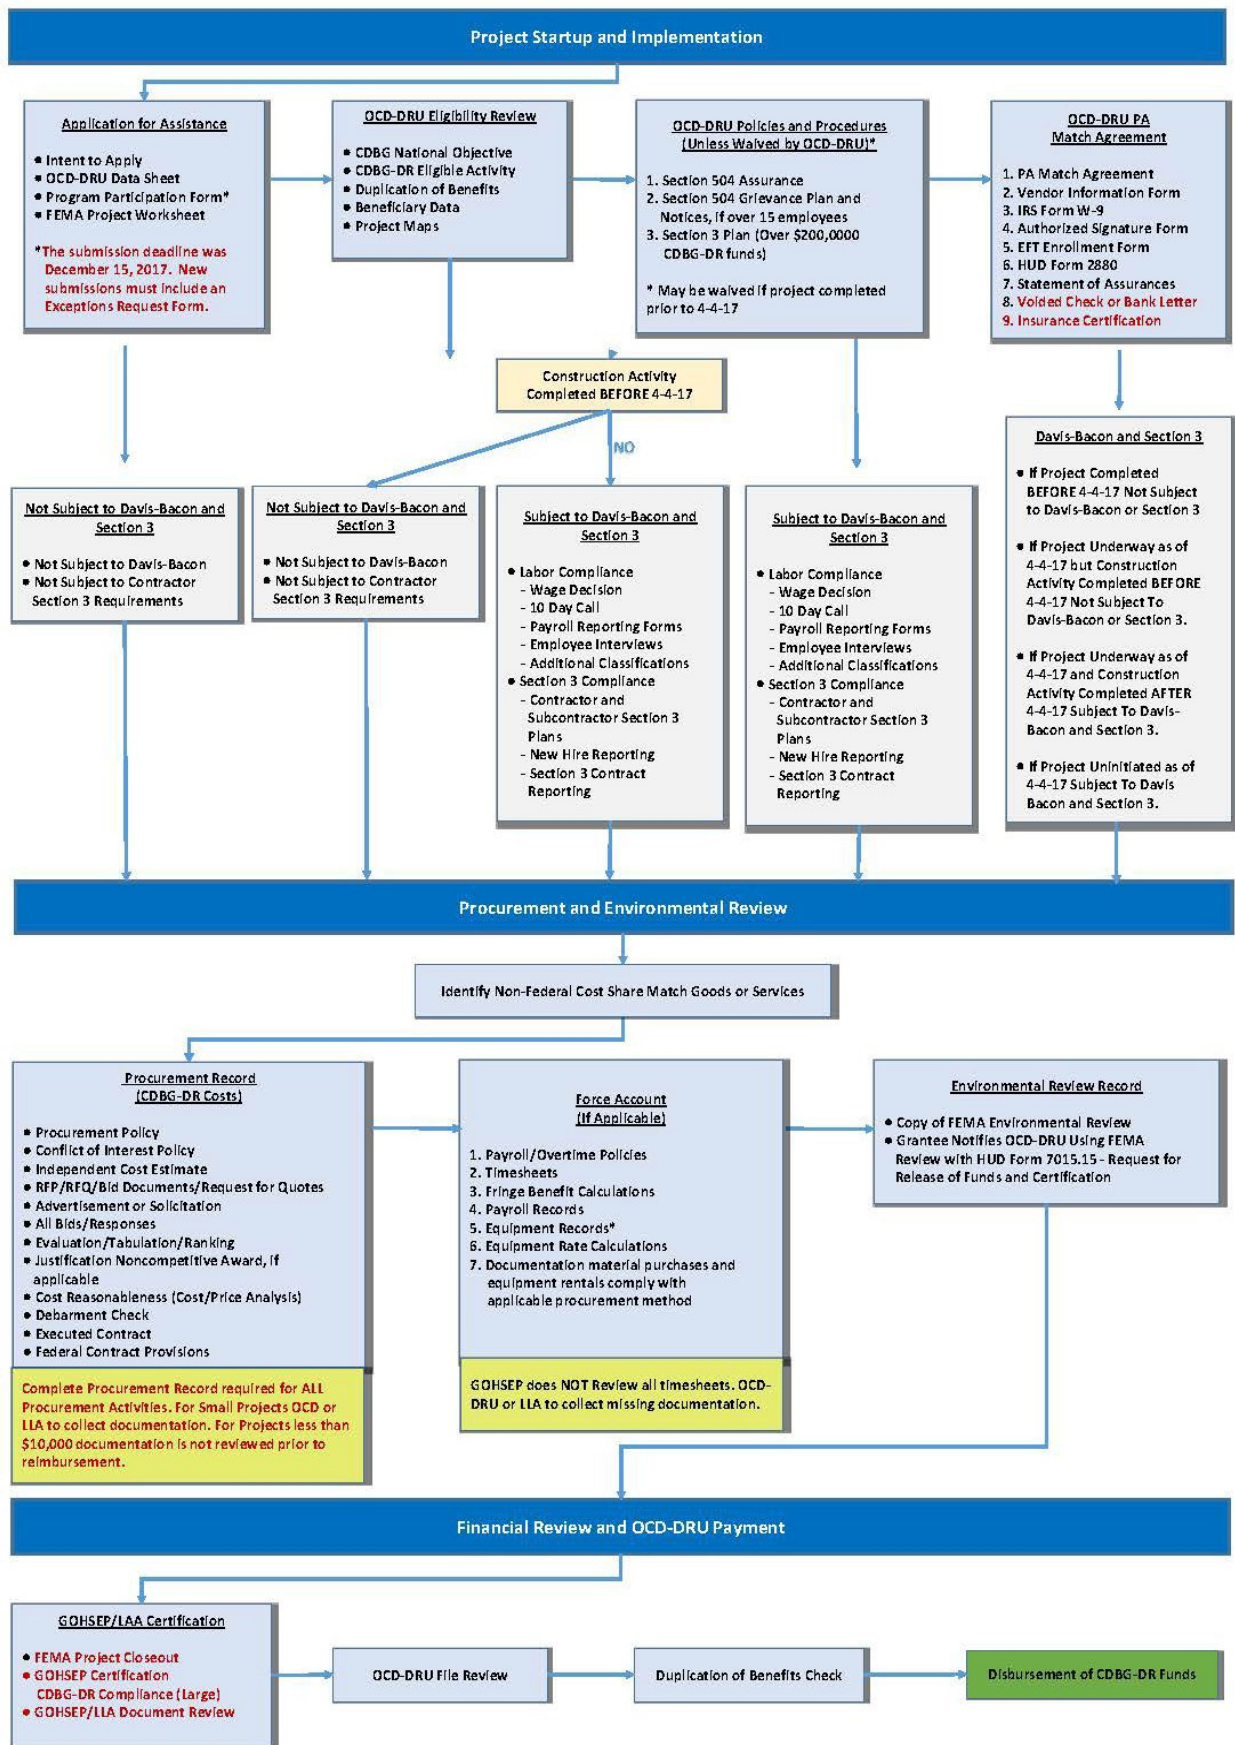 Project Startup and Implementation
Application for Assistance
• Intent to Apply
• OCD-DRU Data Sheet
• Program Participation Form*
• FEMA Project Worksheet
*The submission deadline was
December 15, 2017. New
submissions must include an
Exceptions Request Form.
OCD-DRU Eligibility Review
• CDBG National Objective
• CDBG-DR Eligible Activity
• Duplication of Benefits
• Beneficiary Data
• Project Maps
OCD-DRU Policies and Procedures
(Unless Waived by OCD-DRU)*
1. Section 504 Assurance
2. Section 504 Grievance Plan and
Notices, if over 15 employees
3. Section 3 Plan (Over $200,0000
CDBG-DR funds)
* May be waived if project completed
prior to 4-4-17
OCD-DRU PA
Match Agreement
1. PA Match Agreement
2. Vendor Information Form
3. IRS Form W-9
4. Authorized Signature Form
5. EFT Enrollment Form
6. HUD Form 2880
7. Statement of Assurances
8. Voided Check or Bank Letter
9. Insurance Certification
Construction Activity
Completed BEFORE 4-4-17
NO
Not Subject to Davis-Bacon and
Section 3
• Not Subject to Davis-Bacon
• Not Subject to Contractor
Section 3 Requirements
Not Subject to Davis-Bacon and
Section 3
• Not Subject to Davis-Bacon
• Not Subject to Contractor
Section 3 Requirements
Subject to Davis-Bacon and
Section 3
• Labor Compliance
- Wage Decision
- 10 Day Call
- Payroll Reporting Forms
- Employee Interviews
- Additional Classifications
• Section 3 Compliance
- Contractor and
Subcontractor Section 3
Plans
- New Hire Reporting
- Section 3 Contract
Reporting
Subject to Davis-Bacon and
Section 3
• Labor Compliance
- Wage Decision
- 10 Day Call
- Payroll Reporting Forms
- Employee Interviews
- Additional Classifications
• Section 3 Compliance
- Contractor and
Subcontractor Section 3
Plans
- New Hire Reporting
- Section 3 Contract
Reporting
Davis-Bacon and Section 3
• If Project Completed
BEFORE 4-4-17 Not Subject
to Davis-Bacon or Section 3
• If Project Underway as of
4-4-17 but Construction
Activity Completed BEFORE
4-4-17 Not Subject To
Davis-Bacon or Section 3.
• If Project Underway as of
4-4-17 and Construction
Activity Completed AFTER
4-4-17 Subject To Davis-
Bacon and Section 3.
• If Project Uninitiated as of
4-4-17 Subject To Davis
Bacon and Section 3.
Procurement and Environmental Review
Identify Non-Federal Cost Share Match Goods or Services
Procurement Record
(CDBG-DR Costs)
• Procurement Policy
• Conflict of Interest Policy
• Independent Cost Estimate
• RFP/RFQ/Bid Documents/Request for Quotes
• Advertisement or Solicitation
• All Bids/Responses
• Evaluation/Tabulation/Ranking
• Justification Noncompetitive Award, if
applicable
• Cost Reasonableness (Cost/Price Analysis)
• Debarment Check
• Executed Contract
• Federal Contract Provisions
Complete Procurement Record required for ALL
Procurement Activities. For Small Projects OCD or
LLA to collect documentation. For Projects less than
$10,000 documentation is not reviewed prior to
reimbursement.
Force Account
(If Applicable)
1. Payroll/Overtime Policies
2. Timesheets
3. Fringe Benefit Calculations
4. Payroll Records
5. Equipment Records*
6. Equipment Rate Calculations
7. Documentation material purchases and
equipment rentals comply with
applicable procurement method
GOHSEP does NOT Review all timesheets. OCD-
DRU or LLA to collect missing documentation.
Environmental Review Record
• Copy of FEMA Environmental Review
• Grantee Notifies OCD-DRU Using FEMA
Review with HUD Form 7015.15 - Request for
Release of Funds and Certification
Financial Review and OCD-DRU Payment
GOHSEP/LAA Certification
• FEMA Project Closeout
• GOHSEP Certification
CDBG-DR Compliance (Large)
• GOHSEP/LLA Document Review
OCD-DRU File Review
Duplication of Benefits Check
Disbursement of CDBG-DR Funds